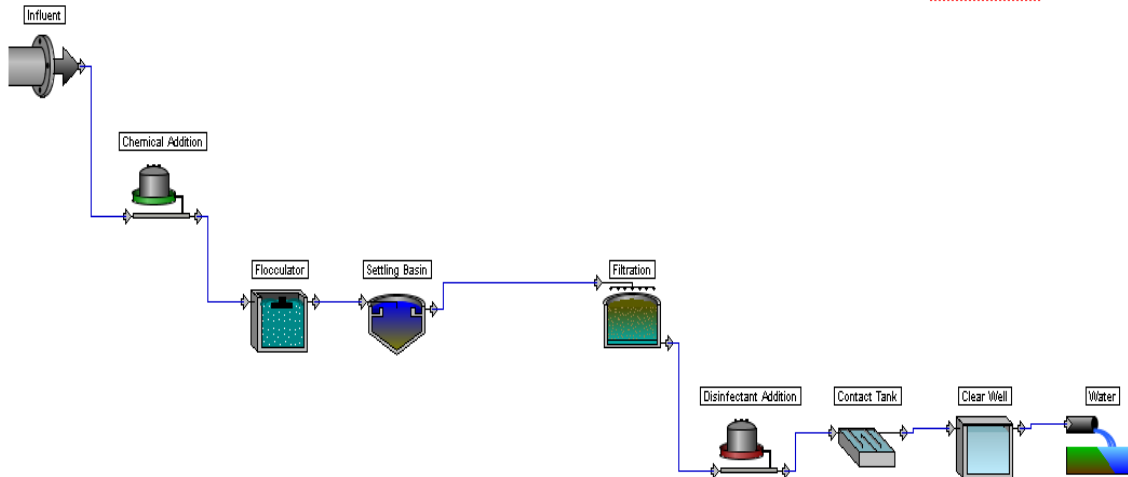 Influent
Chemical Addition
Flocculator
Settling Basin
Filtration
Disinfectant Addition
Contact Tank
Clear Well
Water